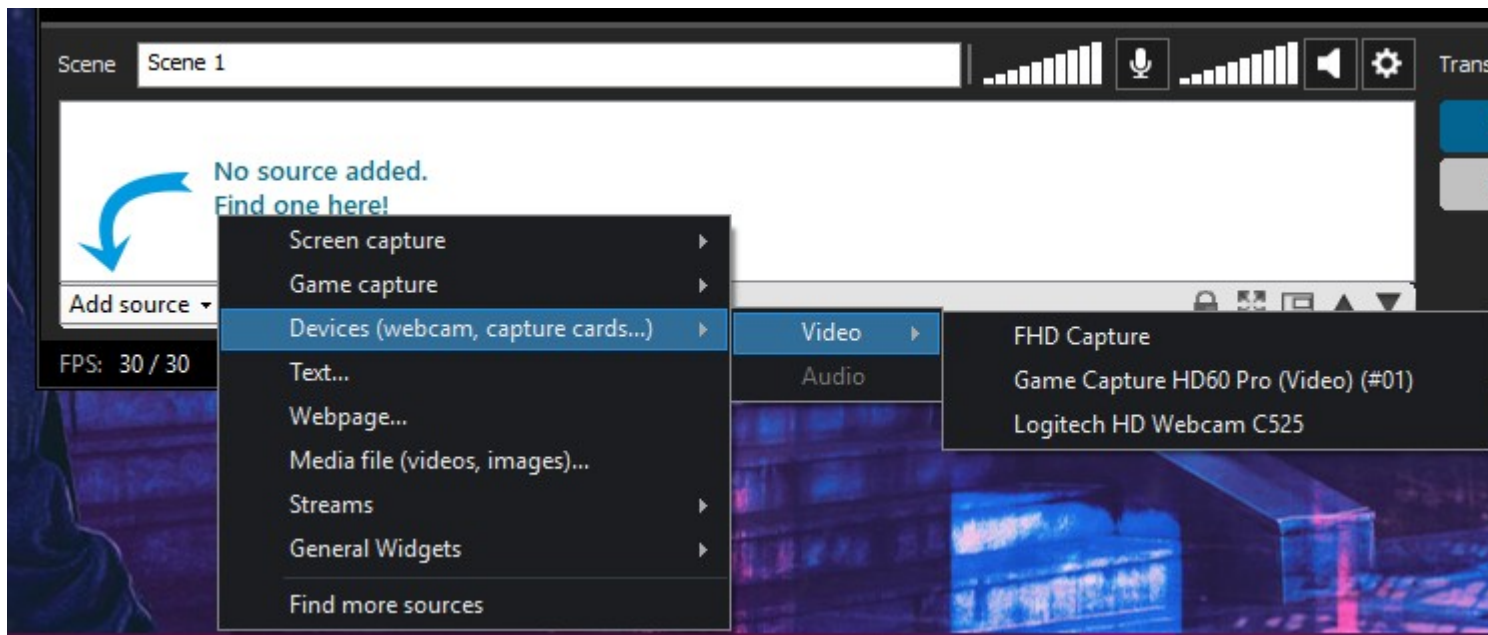 Scene
Scene 1
No source added.
Find one here!
Add source
Screen capture
Game capture
Devices (webcam, capture cards...)
Text...
Webpage...
Media file (videos, images)...
Streams
General Widgets
Find more sources
Video
Audio
FHD Capture
Game Capture HD60 Pro (Video) (#01)
Logitech HD Webcam C525
FPS: 30 / 30